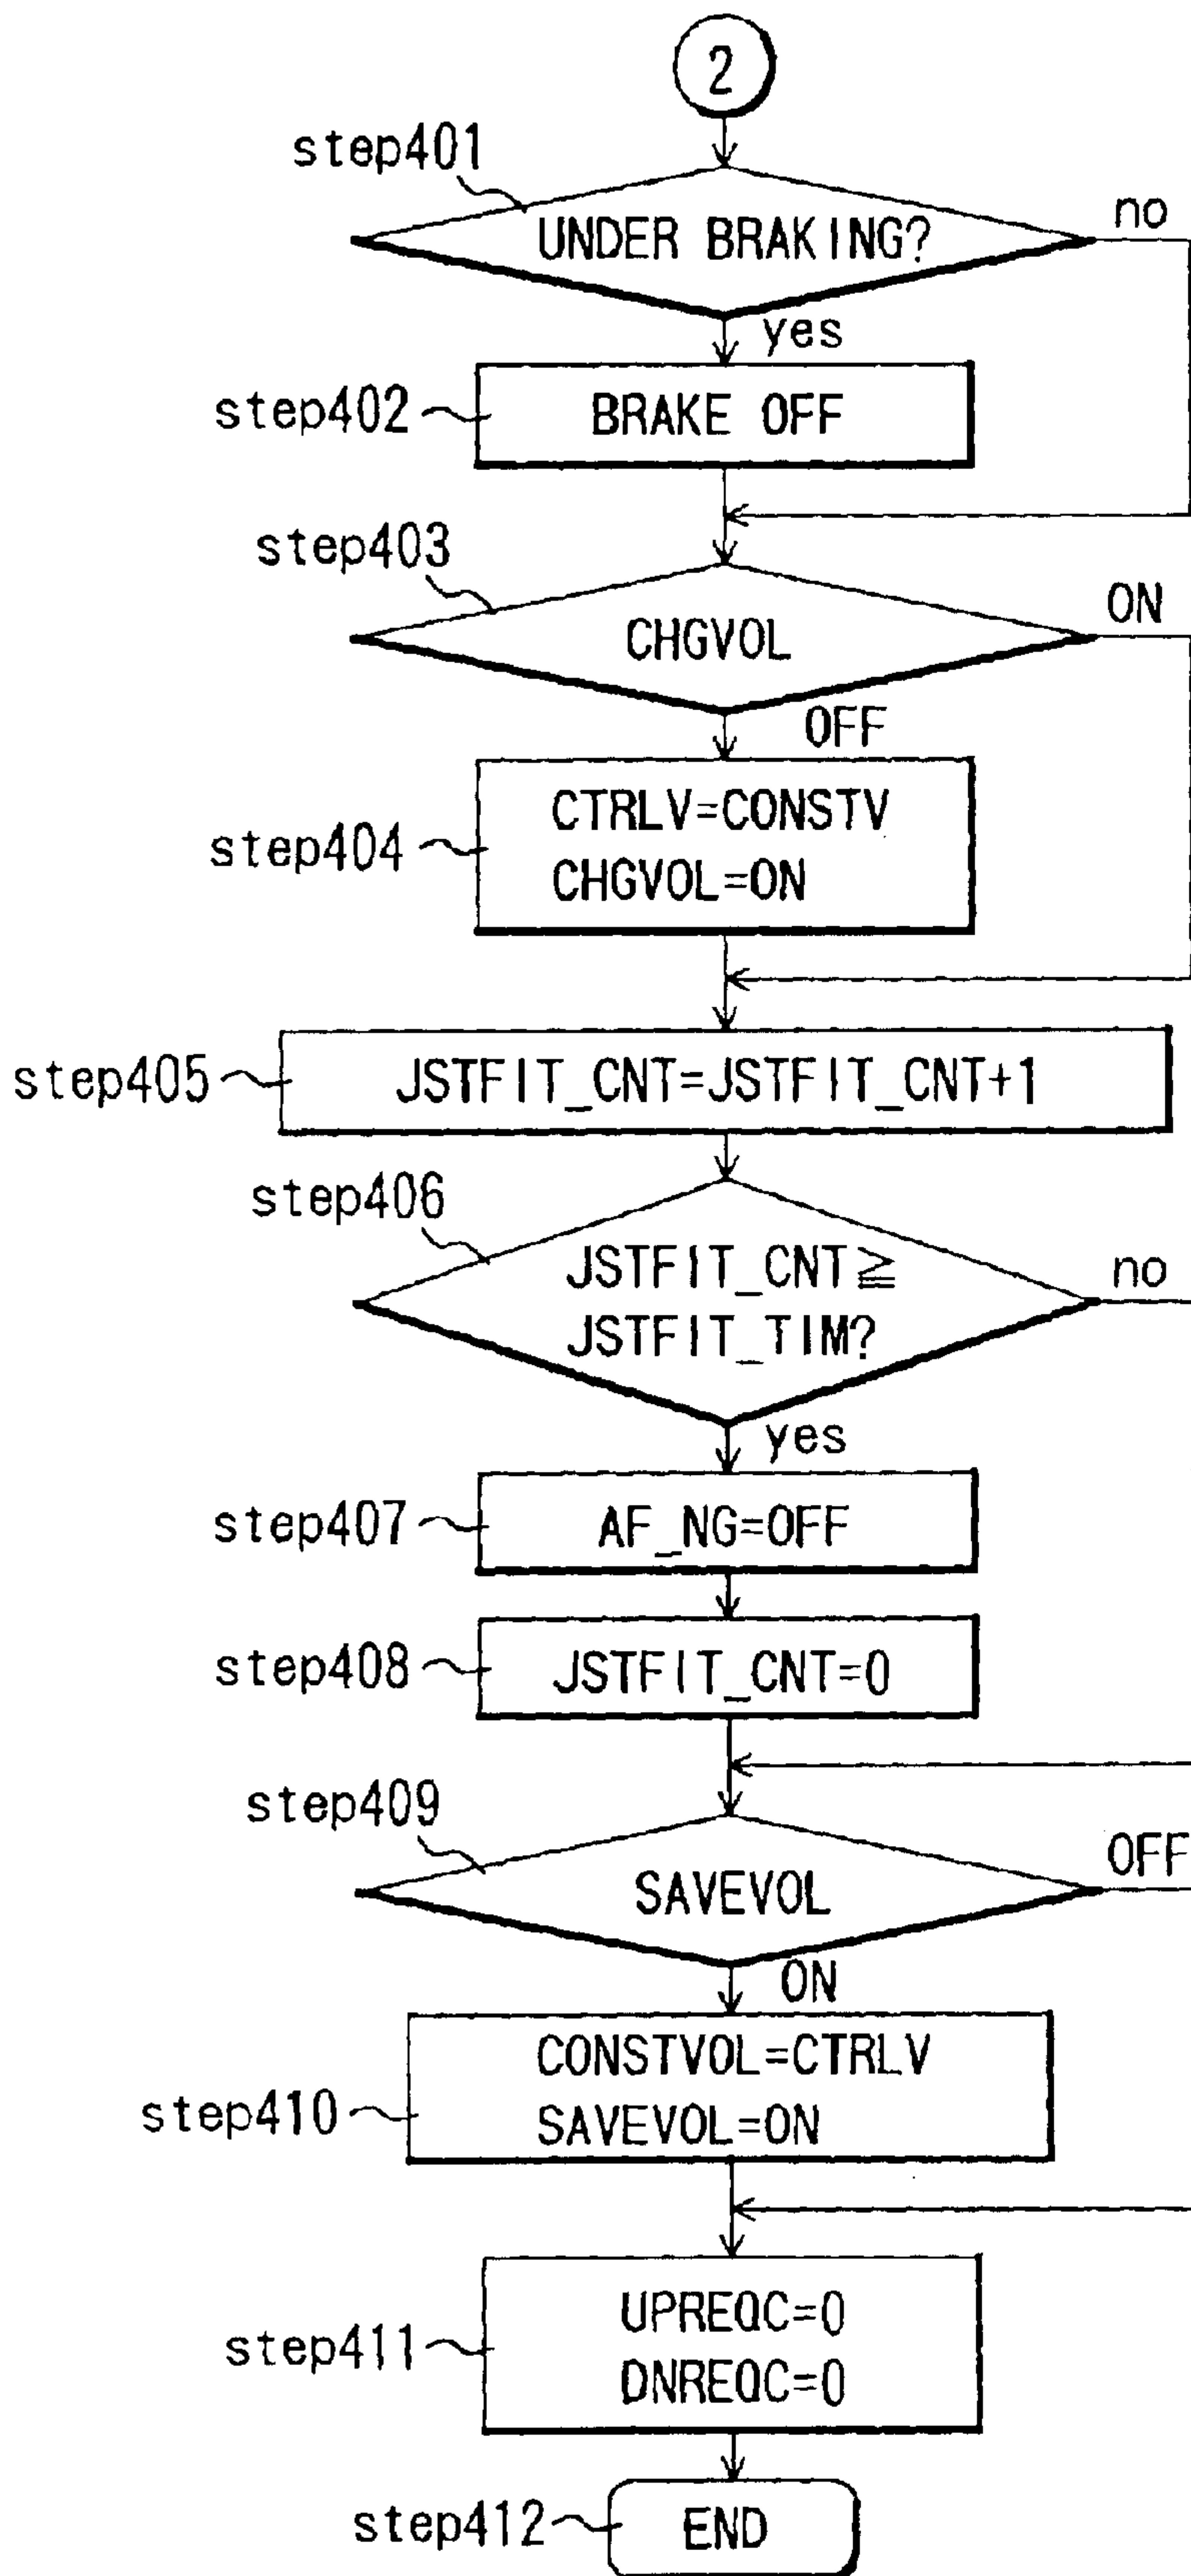 2
step401
UNDER BRAKING?
no
yes
step402
BRAKE OFF
step403
CHGVOL
ON
OFF
step404
CTRLV=CONSTV
CHGVOL=ON
step405
JSTFIT_CNT=JSTFIT_CNT+1
step406
JSTFIT_CNT≧
JSTFIT_TIM?
no
yes
step407
AF_NG=OFF
step408
JSTFIT_CNT=0
step409
SAVEVOL
OFF
ON
step410
CONSTVOL=CTRLV
SAVEVOL=ON
step411
UPREQC=0
DNREQC=0
step412
END